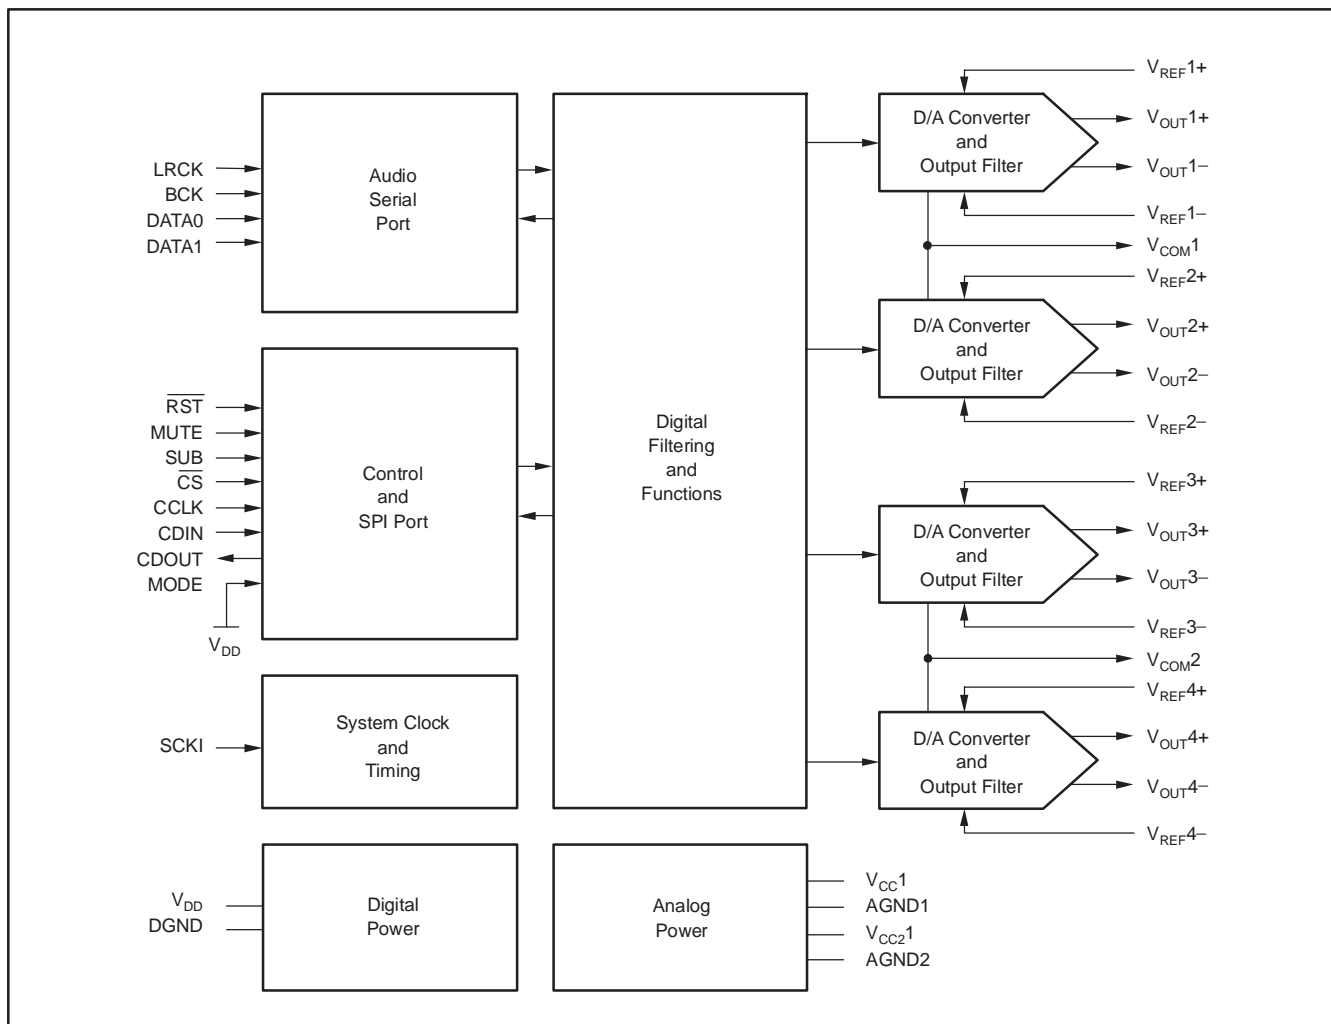 LRCK
BCK
DATA0
DATA1
Audio
Serial
Port
RST
MUTE
SUB
CS
CCLK
CDIN
CDOUT
MODE
VDD
Control
and
SPI Port
SCKI
System Clock
and
Timing
VDD
DGND
Digital
Power
Digital
Filtering
and
Functions
Analog
Power
VCC1
AGND1
VCC21
AGND2
D/A Converter
and
Output Filter
VREF1+
VOUT1+
VOUT1–
VREF1–
VCOM1
D/A Converter
and
Output Filter
VREF2+
VOUT2+
VOUT2–
VREF2–
D/A Converter
and
Output Filter
VREF3+
VOUT3+
VOUT3–
VREF3–
VCOM2
D/A Converter
and
Output Filter
VREF4+
VOUT4+
VOUT4–
VREF4–